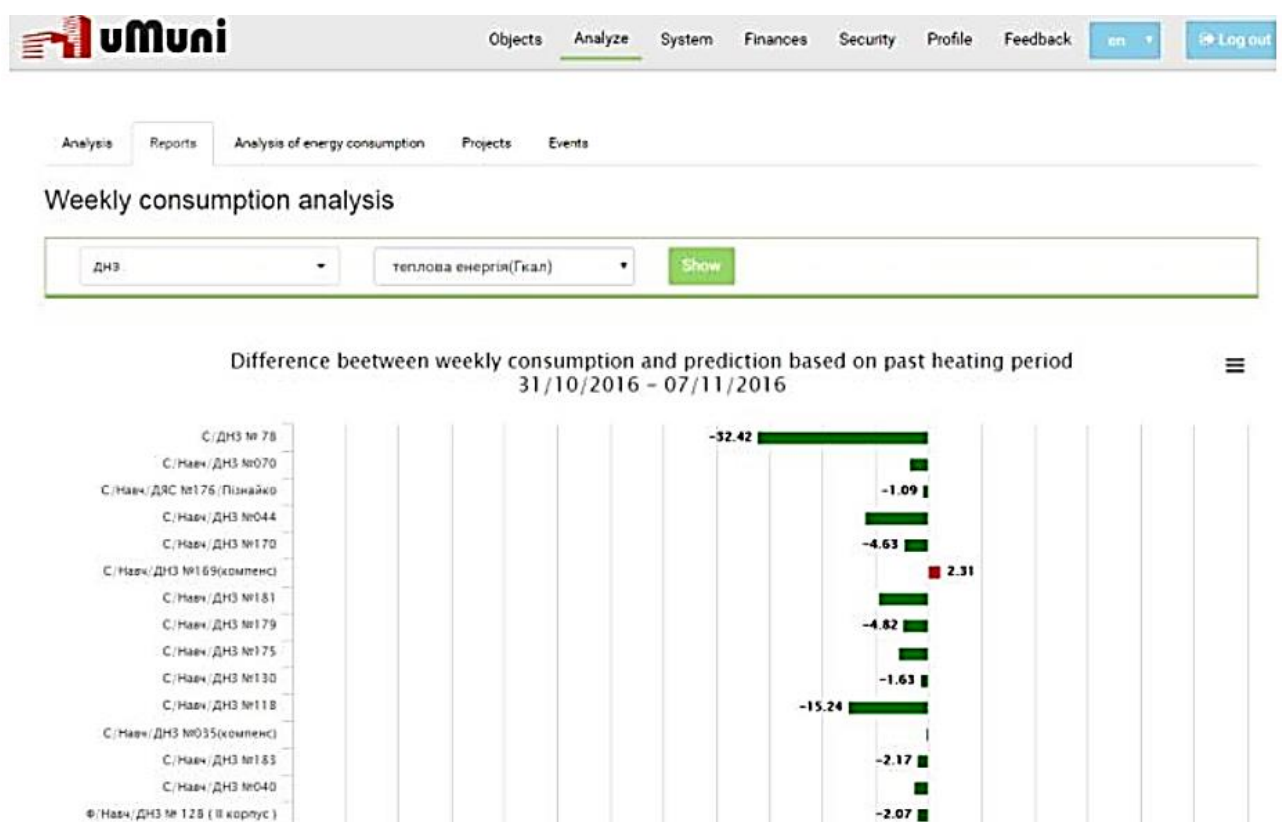 uMuni
Objects Analyze System Finances Security Profile Feedback en Log out
Analysis Reports Analysis of energy consumption Projects Events
Weekly consumption analysis
ДНЗ теплова енергія(Гкал) Show
Difference beetween weekly consumption and prediction based on past heating period
31/10/2016 - 07/11/2016
С/ДНЗ № 78 -32.42
С/Навч/ДНЗ №070
С/Навч/ДЯС №176/Пізнайко -1.09
С/Навч/ДНЗ №044
С/Навч/ДНЗ №170 -4.63
С/Навч/ДНЗ №169(компенс) 2.31
С/Навч/ДНЗ №181
С/Навч/ДНЗ №179 -4.82
С/Навч/ДНЗ №175
С/Навч/ДНЗ №130 -1.63
С/Навч/ДНЗ №118 -15.24
С/Навч/ДНЗ №035(компенс)
С/Навч/ДНЗ №183 -2.17
С/Навч/ДНЗ №040
Ф/Навч/ДНЗ № 128 ( II корпус ) -2.07